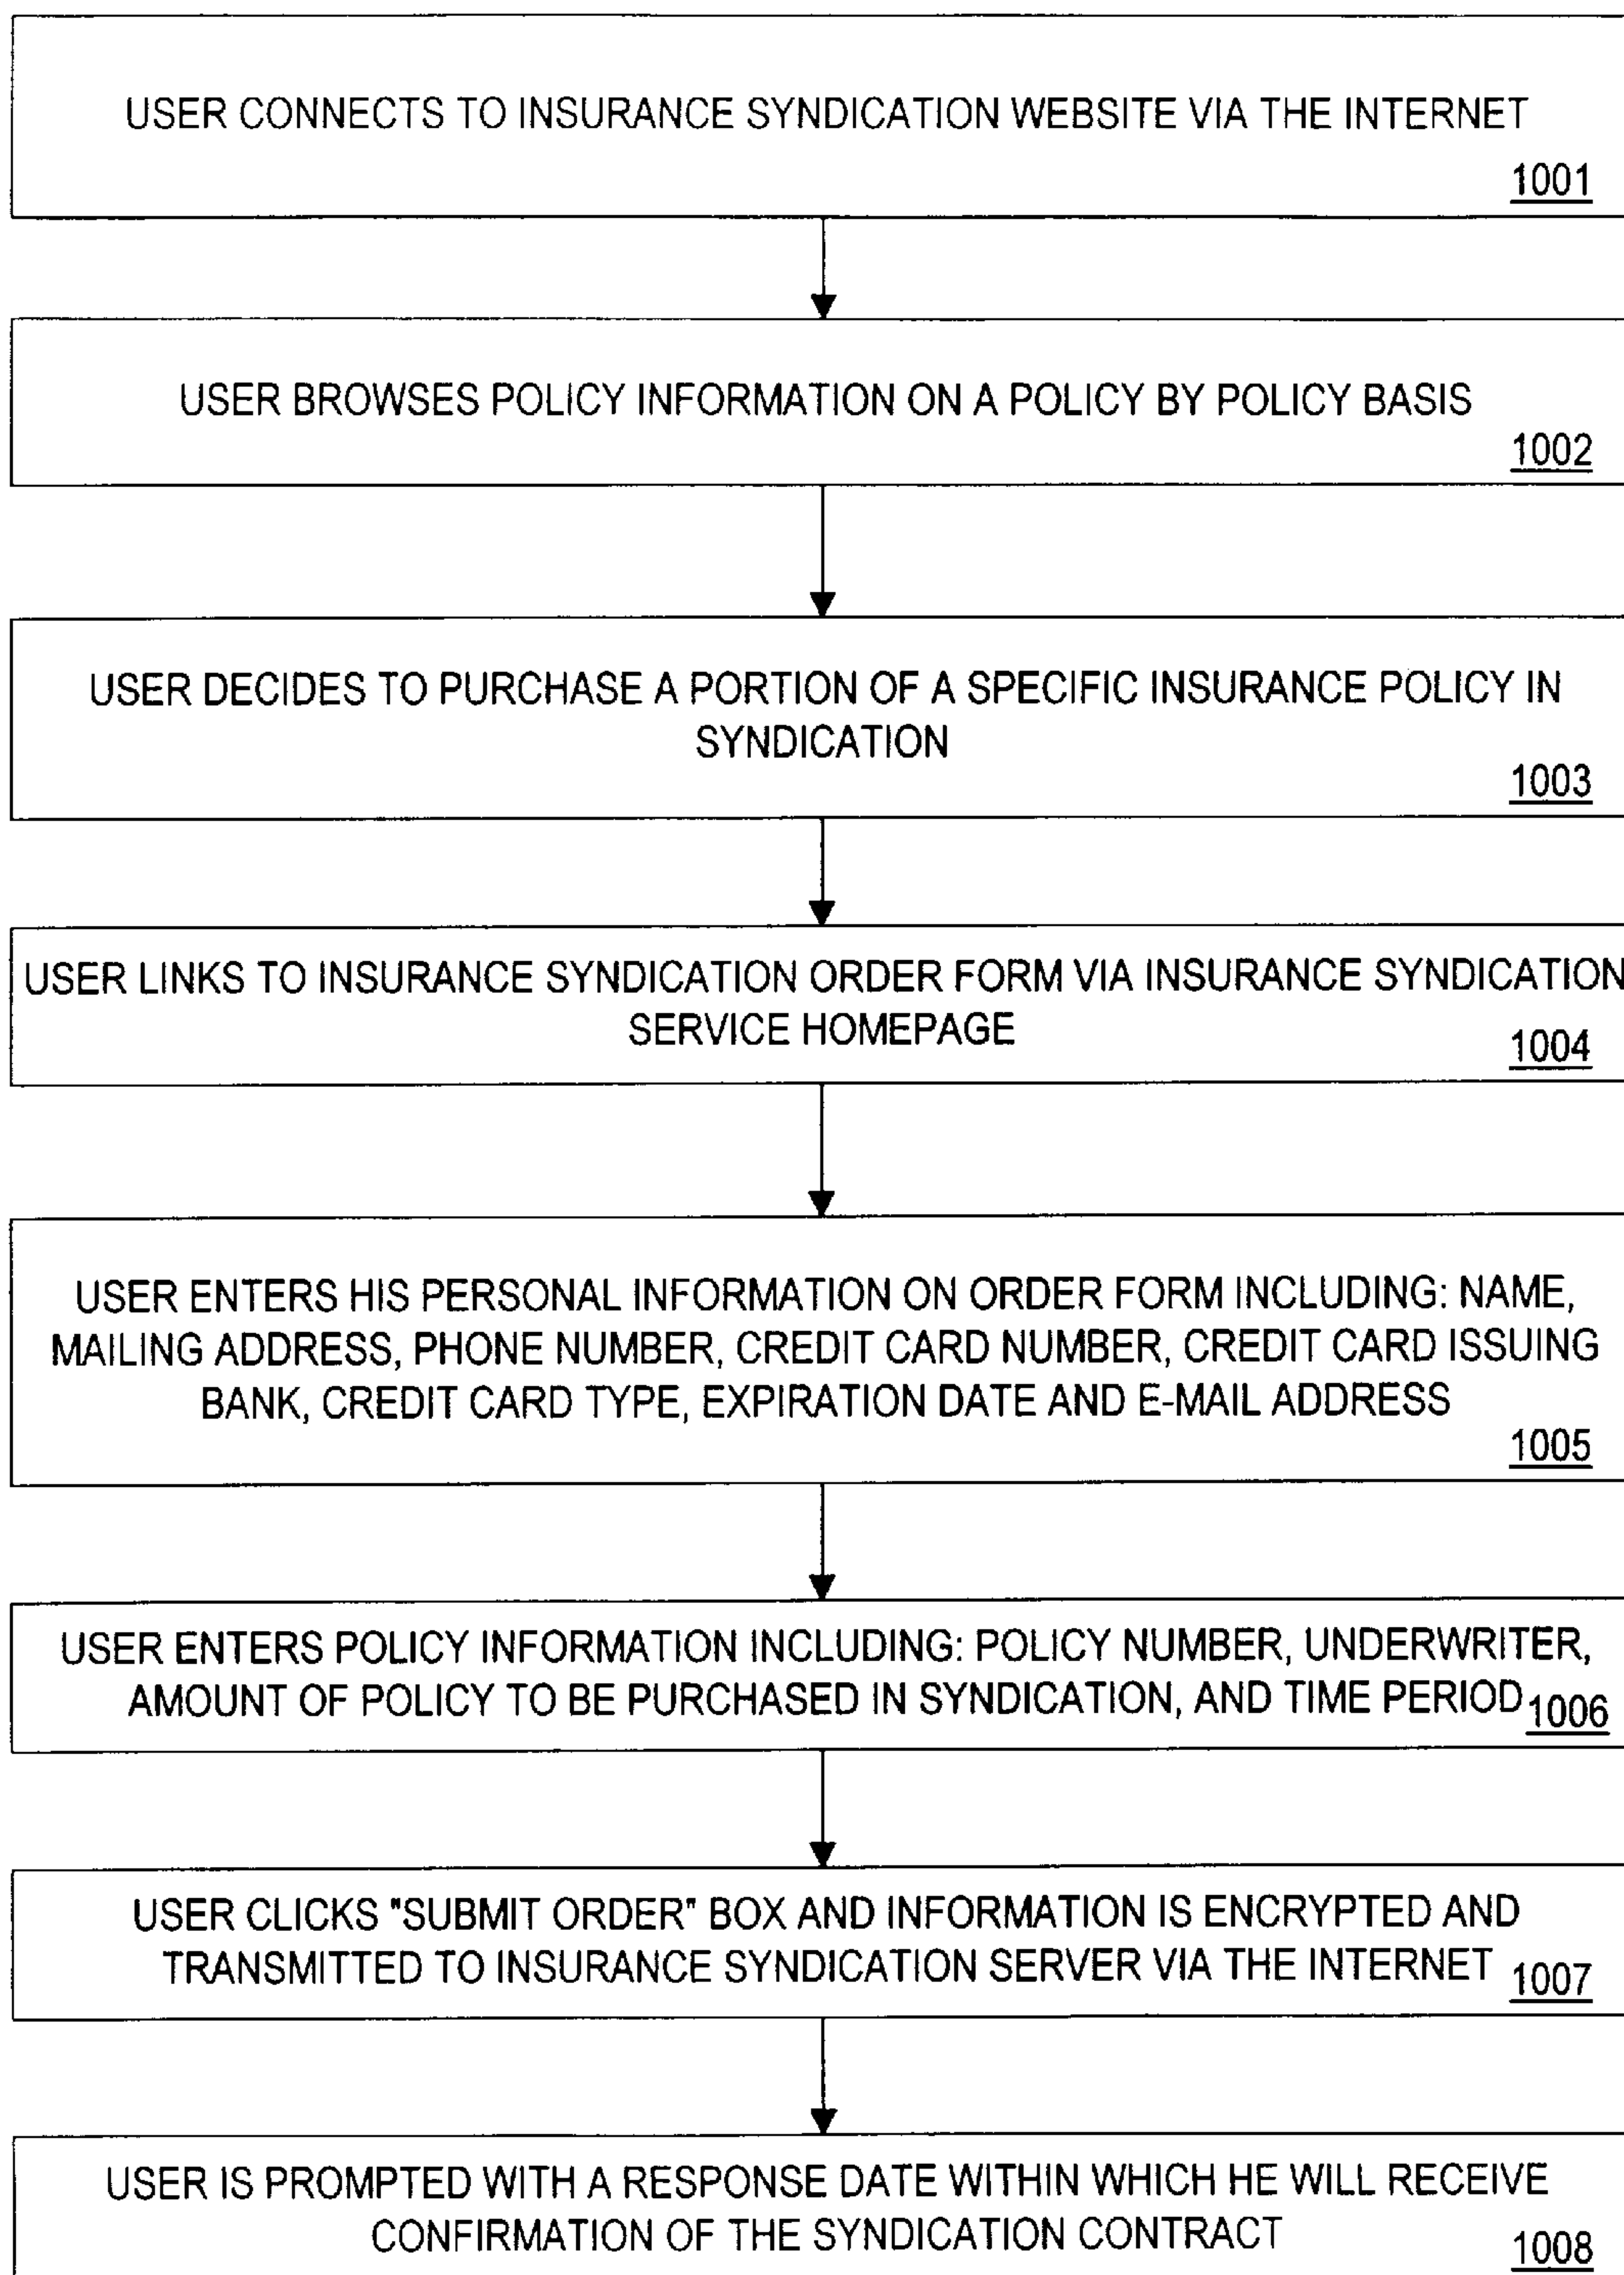 USER CONNECTS TO INSURANCE SYNDICATION WEBSITE VIA THE INTERNET
1001
USER BROWSES POLICY INFORMATION ON A POLICY BY POLICY BASIS
1002
USER DECIDES TO PURCHASE A PORTION OF A SPECIFIC INSURANCE POLICY IN
SYNDICATION
1003
USER LINKS TO INSURANCE SYNDICATION ORDER FORM VIA INSURANCE SYNDICATION
SERVICE HOMEPAGE
1004
USER ENTERS HIS PERSONAL INFORMATION ON ORDER FORM INCLUDING: NAME,
MAILING ADDRESS, PHONE NUMBER, CREDIT CARD NUMBER, CREDIT CARD ISSUING
BANK, CREDIT CARD TYPE, EXPIRATION DATE AND E-MAIL ADDRESS
1005
USER ENTERS POLICY INFORMATION INCLUDING: POLICY NUMBER, UNDERWRITER,
AMOUNT OF POLICY TO BE PURCHASED IN SYNDICATION, AND TIME PERIOD
1006
USER CLICKS "SUBMIT ORDER" BOX AND INFORMATION IS ENCRYPTED AND
TRANSMITTED TO INSURANCE SYNDICATION SERVER VIA THE INTERNET
1007
USER IS PROMPTED WITH A RESPONSE DATE WITHIN WHICH HE WILL RECEIVE
CONFIRMATION OF THE SYNDICATION CONTRACT
1008